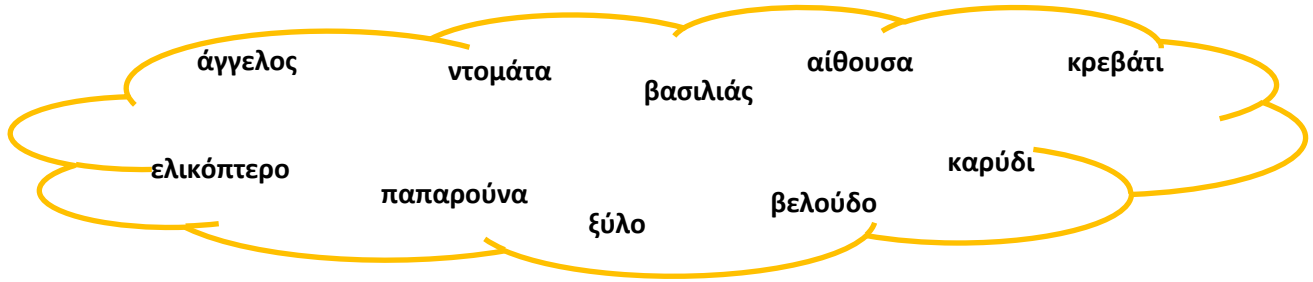 άγγελος
ντομάτα
βασιλιάς
αίθουσα
κρεβάτι
ελικόπτερο
παπαρούνα
ξύλο
βελούδο
καρύδι